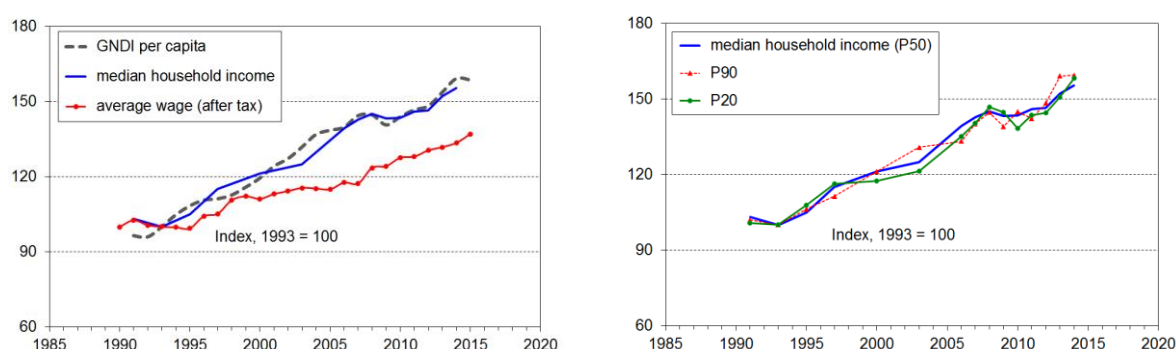 180
150
120
90
60
GNDI per capita
median household income
average wage (after tax)
Index, 1993 = 100
1985 1990 1995 2000 2005 2010 2015 2020
180
150
120
90
60
median household income (P50)
P90
P20
Index, 1993 = 100
1985 1990 1995 2000 2005 2010 2015 2020